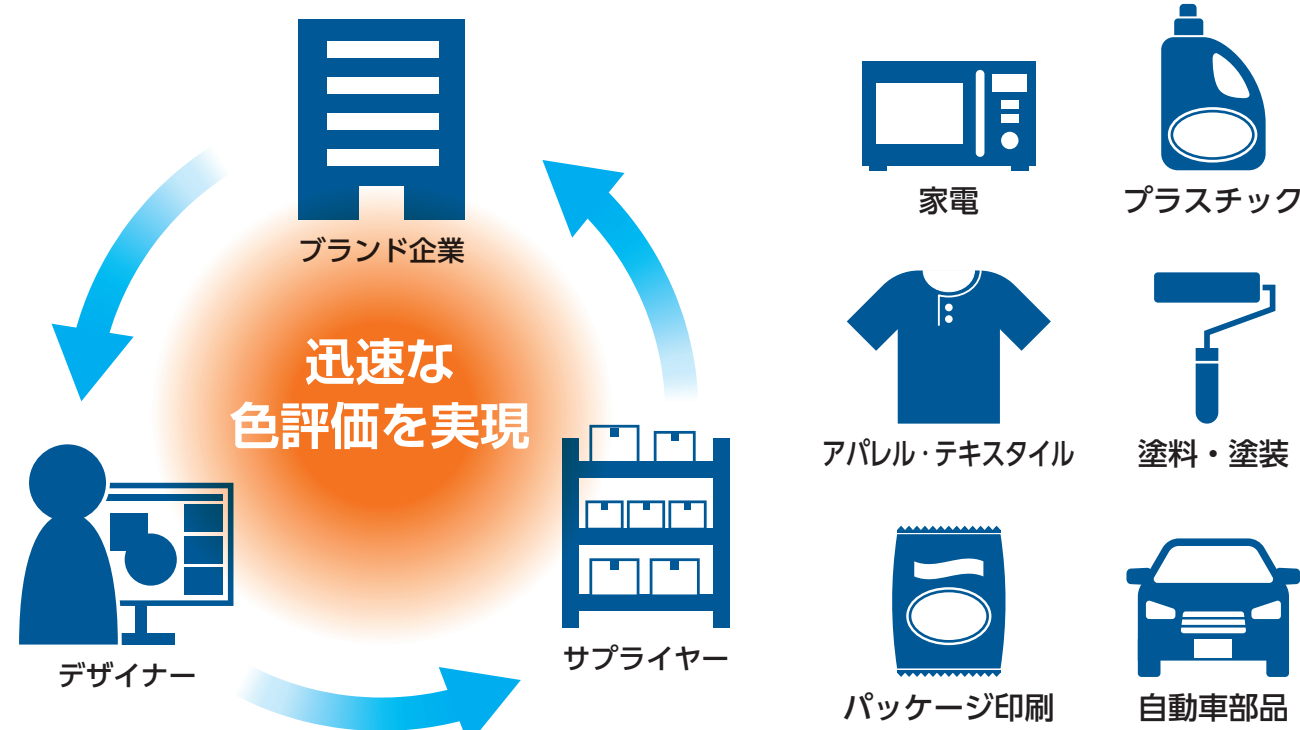 ブランド企業
迅速な
色評価を実現
デザイナー
サプライヤー
家電
プラスチック
アパレル・テキスタイル
塗料・塗装
パッケージ印刷
自動車部品